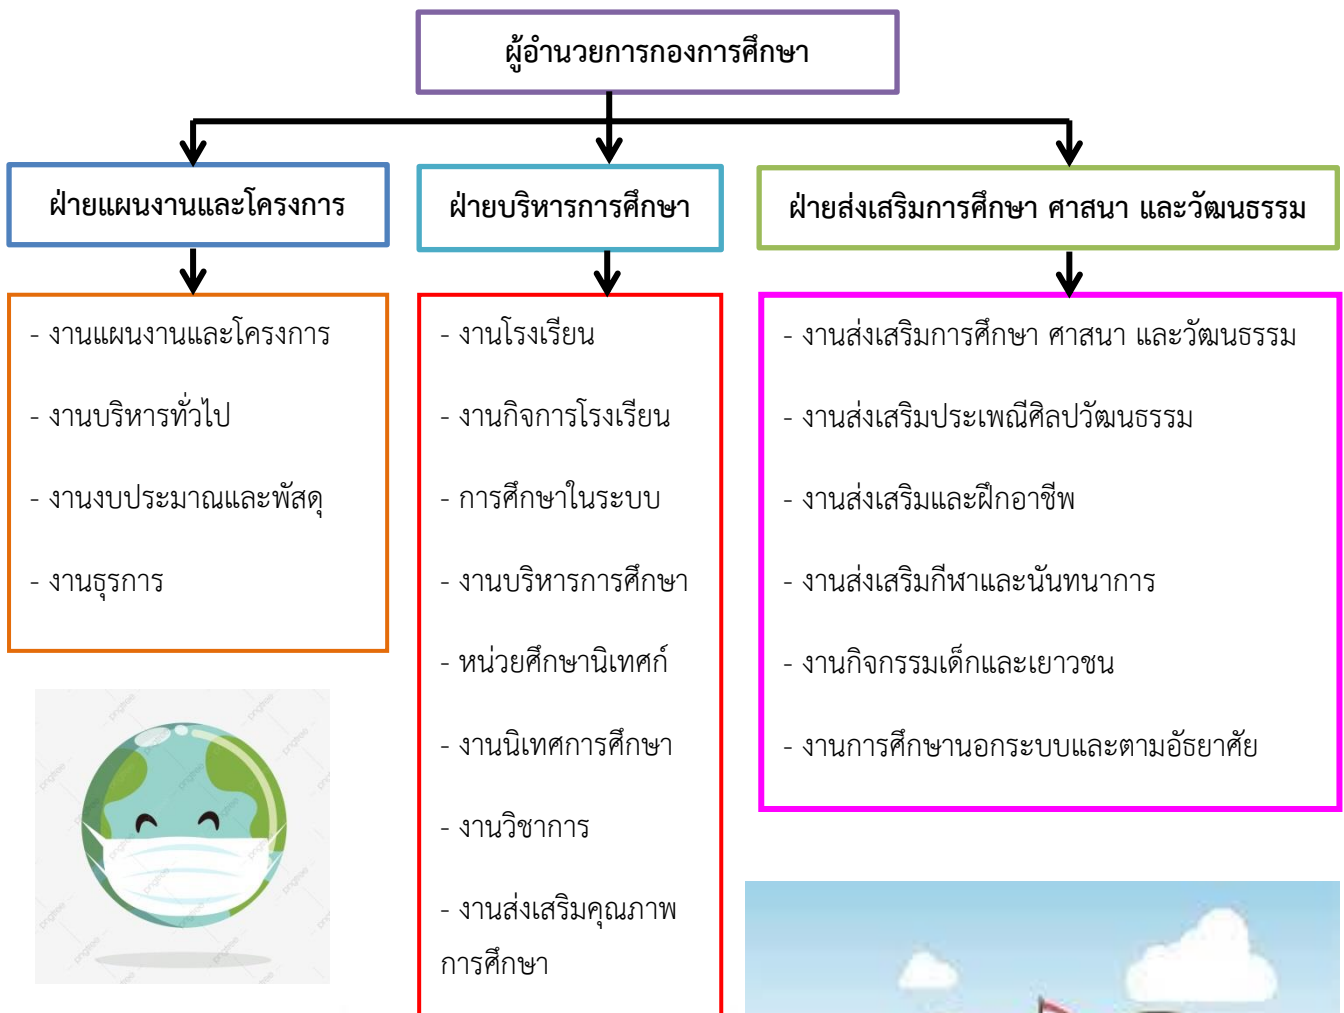 ผู้อำนวยการกองการศึกษา
ฝ่ายแผนงานและโครงการ
ฝ่ายบริหารการศึกษา
ฝ่ายส่งเสริมการศึกษา ศาสนา และวัฒนธรรม
- งานแผนงานและโครงการ
- งานบริหารทั่วไป
- งานงบประมาณและพัสดุ
- งานธุรการ
- งานโรงเรียน
- งานกิจการโรงเรียน
- การศึกษาในระบบ
- งานบริหารการศึกษา
- หน่วยศึกษานิเทศก์
- งานนิเทศการศึกษา
- งานวิชาการ
- งานส่งเสริมคุณภาพ
การศึกษา
- งานส่งเสริมการศึกษา ศาสนา และวัฒนธรรม
- งานส่งเสริมประเพณีศิลปวัฒนธรรม
- งานส่งเสริมและฝึกอาชีพ
- งานส่งเสริมกีฬาและนันทนาการ
- งานกิจกรรมเด็กและเยาวชน
- งานการศึกษานอกระบบและตามอัธยาศัย